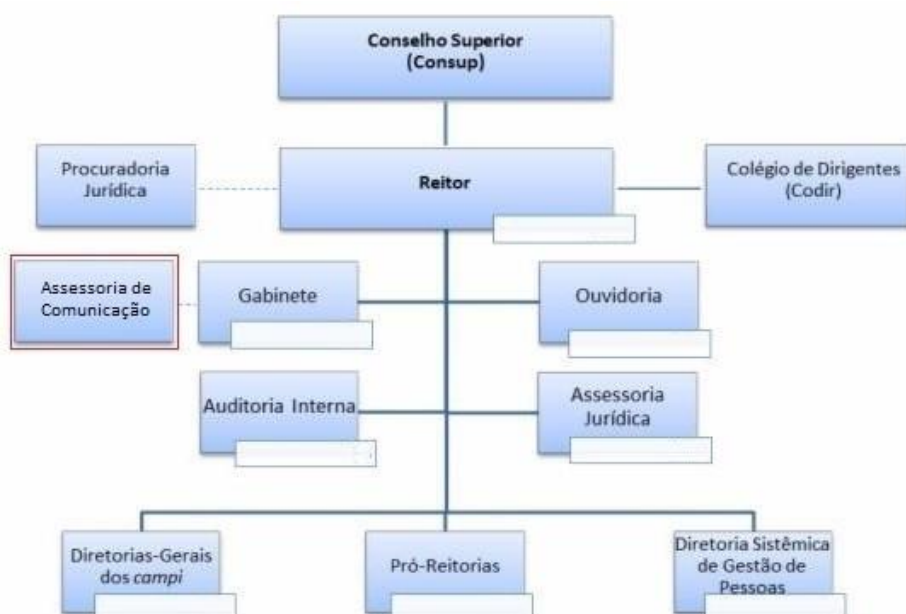 Conselho Superior
(Consup)
Procuradoria
Jurídica
Reitor
Colégio de Dirigentes
(Codir)
Assessoria de
Comunicação
Gabinete
Ouvidoria
Auditoria Interna
Assessoria
Jurídica
Diretorias-Gerais
dos campi
Pró-Reitorias
Diretoria Sistêmica
de Gestão de
Pessoas